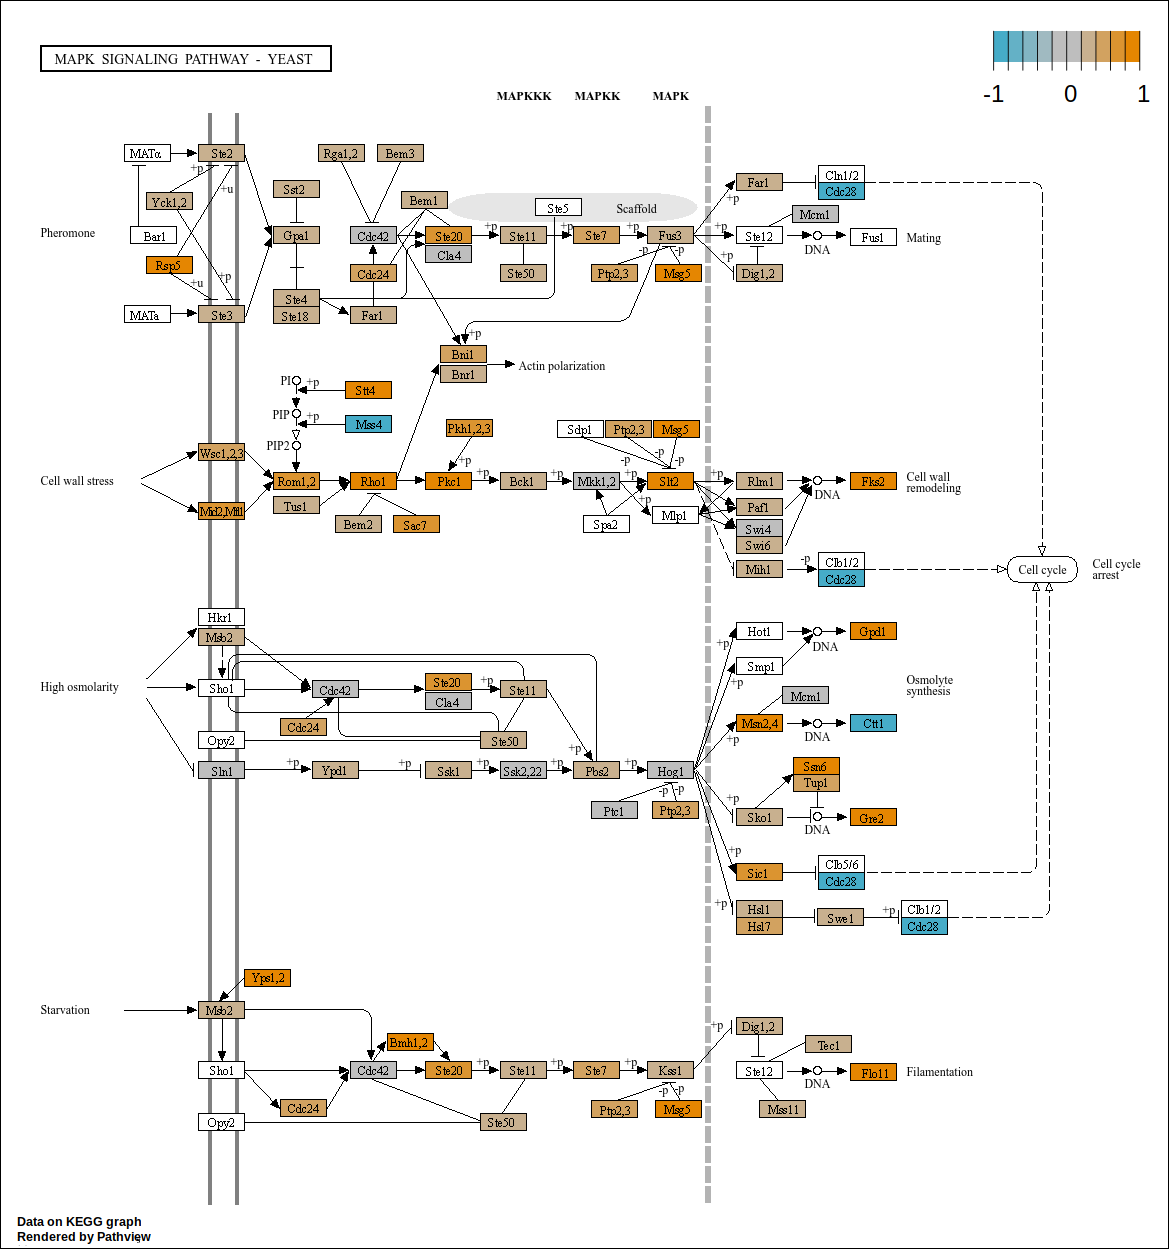 MAPK SIGNALING PATHWAY - YEAST
-1 0 1
MAPKKK MAPKK MAPK
MATα Ste2 Rga1,2 Bem3
+p
+u
Yck1,2 Sst2 Bem1 Ste5 Scaffold
Far1 Cln1/2
Cdc28
+p
Mcm1
Pheromone Bar1 Gpa1 Cdc42 Ste20 +p Ste11 +p Ste7 +p Fus3 Ste12 DNA Fus1 Mating
Cla4
Rsp5 Cdc24 Ste50 Ptp2,3 -p -p Msg5 +p Dig1,2
+u +p
Ste4
Ste18
MATa Ste3 Far1
+p
Bni1
Bnr1
Actin polarization
PI +p Stt4
PIP +p Mss4
PIP2
Pkh1,2,3 Sdp1 Ptp2,3 Msg5
Wsc1,2,3 +p -p -p -p
Cell wall stress Rom1,2 Rho1 Pkc1 +p Bck1 +p Mkk1,2 +p Slt2 +p Rlm1 DNA Fks2 Cell wall
remodeling
Mid2,Mtl1 Tus1 +p Paf1
Bem2 Sac7 Spa2 Mlp1 Swi4
Swi6
Mih1 -p Clb1/2
Cdc28
Cell cycle Cell cycle
arrest
Hkr1
Msb2
Hot1 DNA Gpd1
+p
Smp1
+p
High osmolarity Sho1 Cdc42 Ste20 +p Ste11
Cla4
Osmolyte
synthesis
Mcm1
Cdc24 Msn2,4 DNA Ctt1
+p
Opy2 Ste50
+p
Sln1 +p Ypd1 +p Ssk1 +p Ssk2,22 +p Pbs2 +p Hog1
Ssn6
Tup1
-p -p +p
Ptc1 Ptp2,3 Sko1 DNA Gre2
+p
Sic1 Clb5/6
Cdc28
+p
Hsl1
Hsl7
Swe1 +p Clb1/2
Cdc28
Yps1,2
Starvation Msb2
+p Dig1,2
Bmh1,2 Tec1
Sho1 Cdc42 Ste20 +p Ste11 +p Ste7 +p Kss1 Ste12 DNA Flo11 Filamentation
-p -p
Cdc24 Ptp2,3 Msg5 Mss11
Opy2 Ste50
Data on KEGG graph
Rendered by Pathview